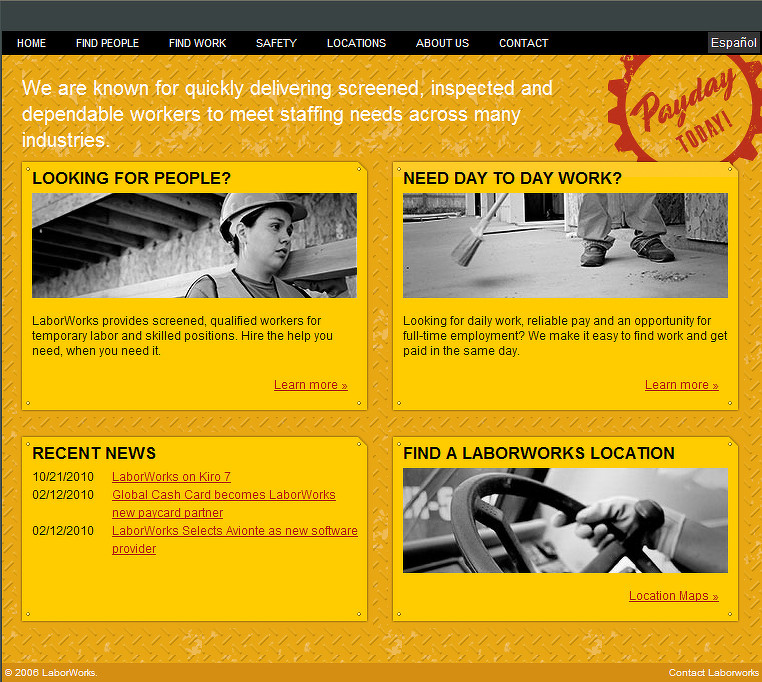 HOME FIND PEOPLE FIND WORK SAFETY LOCATIONS ABOUT US CONTACT Español
We are known for quickly delivering screened, inspected and
dependable workers to meet staffing needs across many
industries.
Payday
TODAY!
LOOKING FOR PEOPLE?
LaborWorks provides screened, qualified workers for
temporary labor and skilled positions. Hire the help you
need, when you need it.
Learn more »
NEED DAY TO DAY WORK?
Looking for daily work, reliable pay and an opportunity for
full-time employment? We make it easy to find work and get
paid in the same day.
Learn more »
RECENT NEWS
10/21/2010 LaborWorks on Kiro 7
02/12/2010 Global Cash Card becomes LaborWorks
new paycard partner
02/12/2010 LaborWorks Selects Avionte as new software
provider
FIND A LABORWORKS LOCATION
Location Maps »
© 2006 LaborWorks. Contact Laborworks